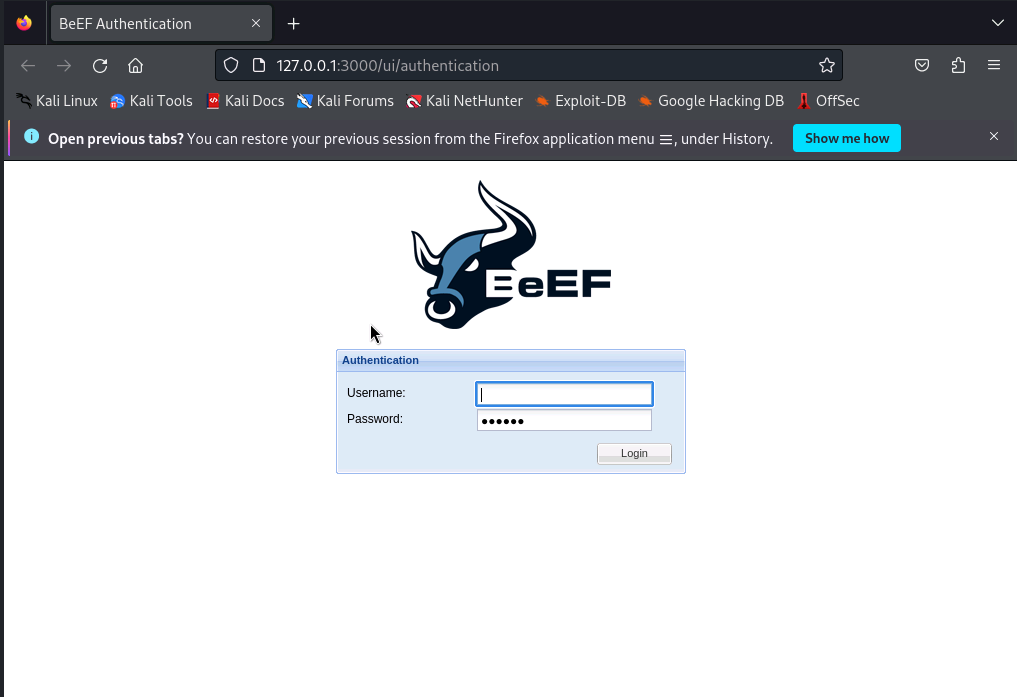 BeEF Authentication
127.0.0.1:3000/ui/authentication
Kali Linux Kali Tools Kali Docs Kali Forums Kali NetHunter Exploit-DB Google Hacking DB OffSec
Open previous tabs? You can restore your previous session from the Firefox application menu ☰, under History. Show me how
BeEF
Authentication
Username:
Password: ••••••
Login